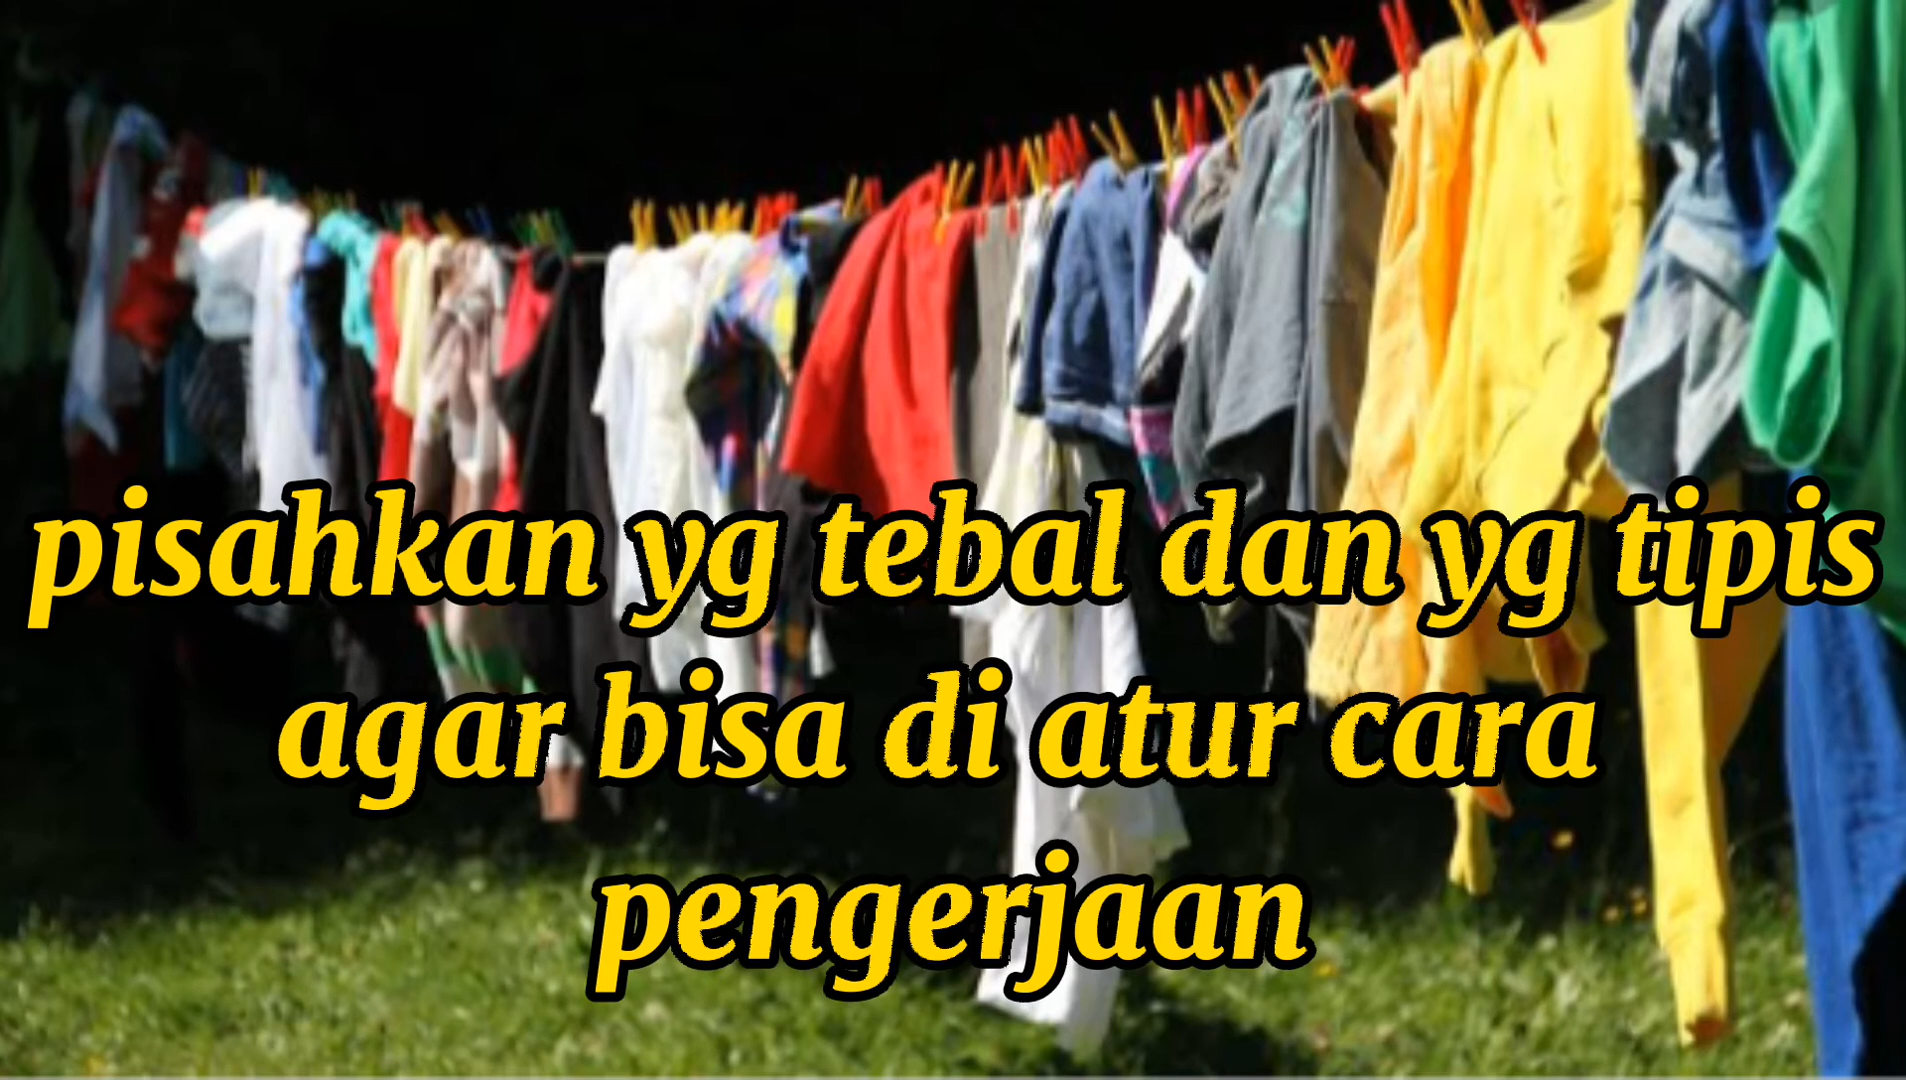 pisahkan yg tebal dan yg tipis
agar bisa di atur cara
pengerjaan